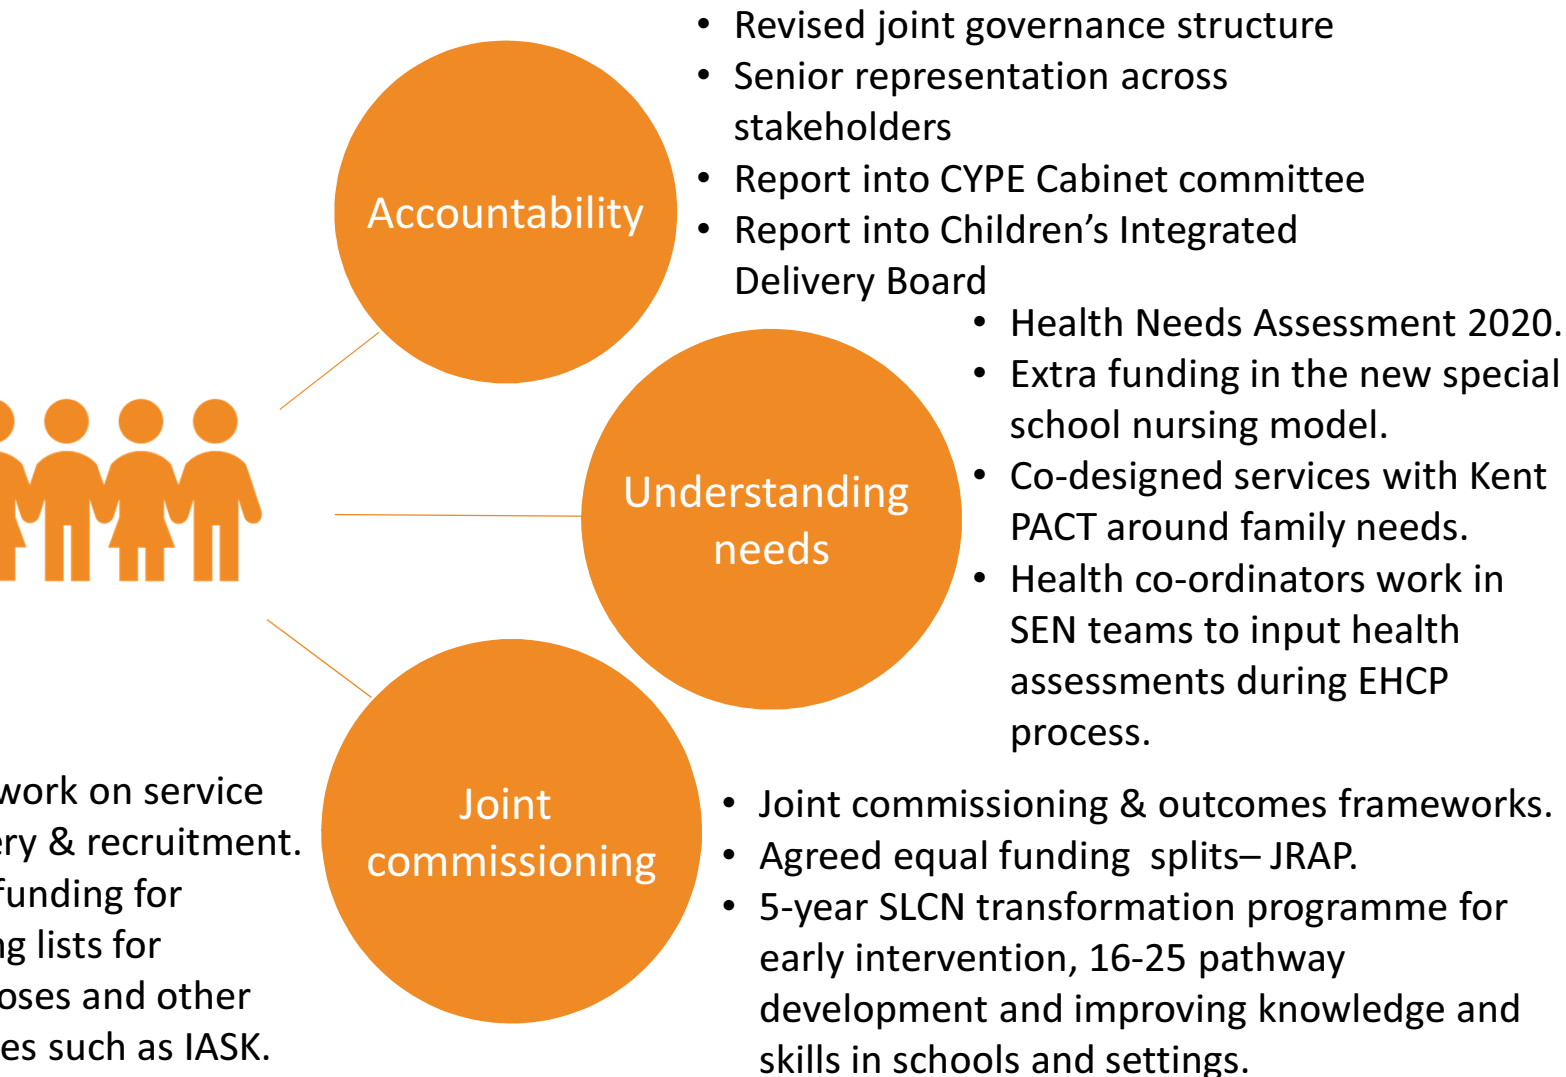 • Revised joint governance structure
• Senior representation across
stakeholders
• Report into CYPE Cabinet committee
• Report into Children’s Integrated
Delivery Board
Accountability
• Health Needs Assessment 2020.
• Extra funding in the new special
school nursing model.
• Co-designed services with Kent
PACT around family needs.
• Health co-ordinators work in
SEN teams to input health
assessments during EHCP
process.
Understanding
needs
Joint
commissioning
• Joint commissioning & outcomes frameworks.
• Agreed equal funding  splits– JRAP.
• 5-year SLCN transformation programme for
early intervention, 16-25 pathway
development and improving knowledge and
skills in schools and settings.
work on service
ery & recruitment.
funding for
ng lists for
oses and other
es such as IASK.